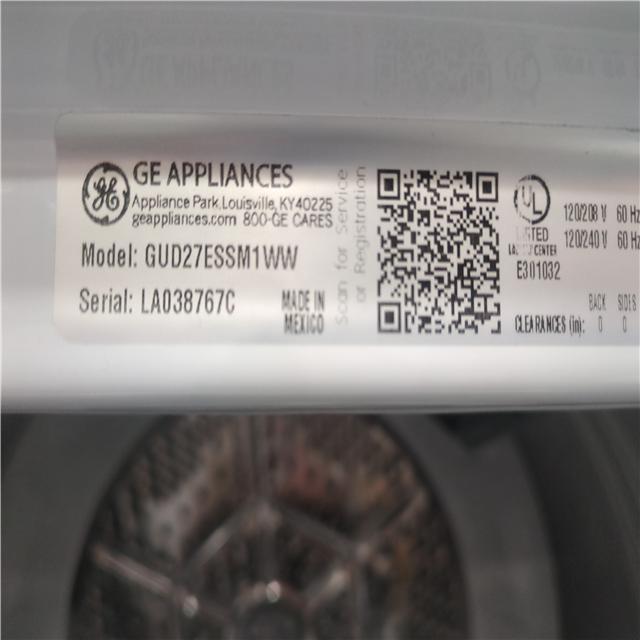 GE APPLIANCES
Appliance Park, Louisville, KY40225
geappliances.com 800-GE CARES
Model: GUD27ESSM1WW
Serial: LA038767C
MADE IN
MEXICO
Scan for Service
or Registration
UL
LISTED
E301032
120/208 V 60 Hz
120/240 V 60 Hz
BACK SIDES
CLEARANCES (in): 0 0